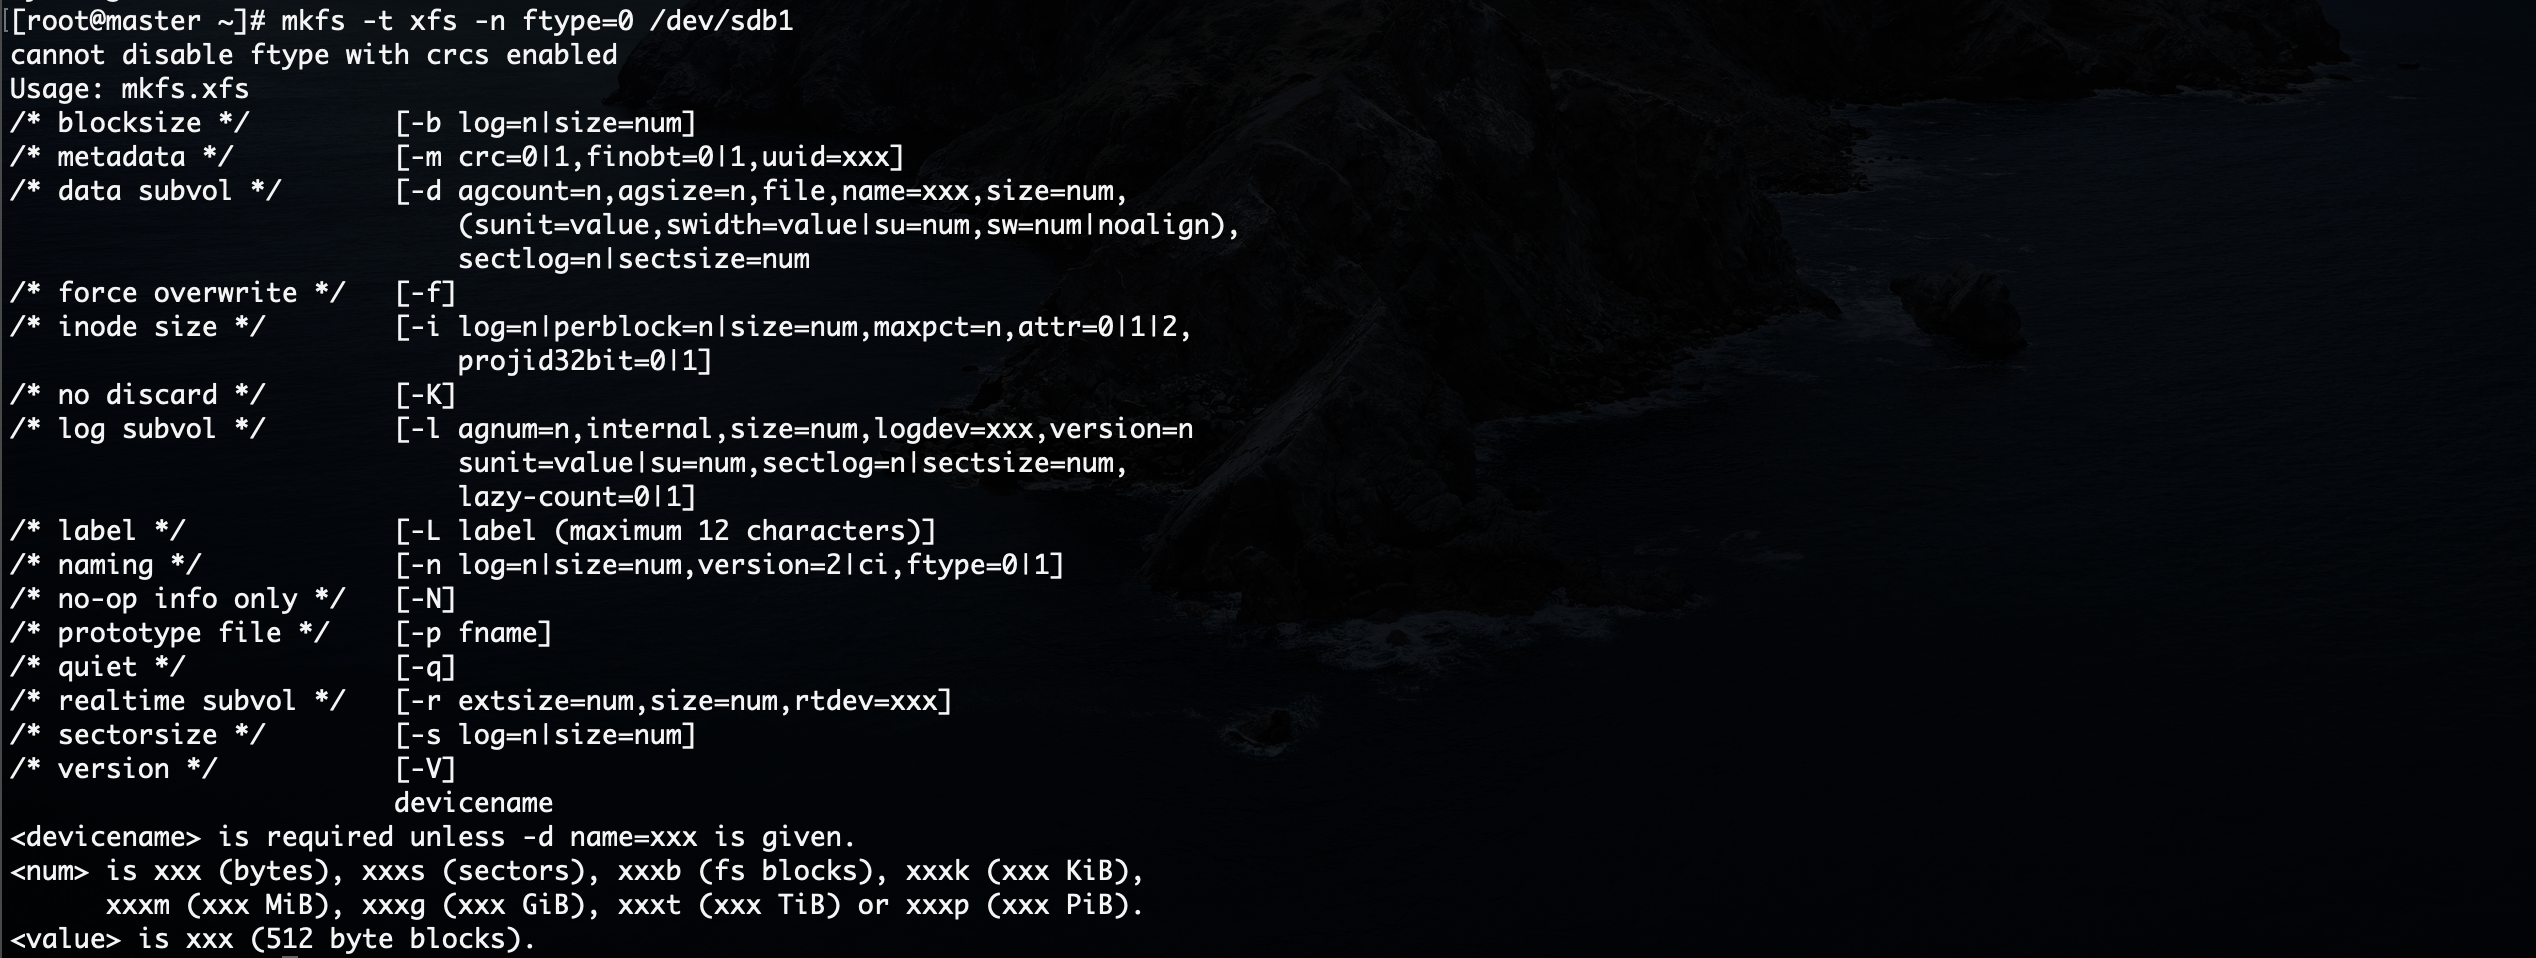 [root@master ~]# mkfs -t xfs -n ftype=0 /dev/sdb1
cannot disable ftype with crcs enabled
Usage: mkfs.xfs
/* blocksize */         [-b log=n|size=num]
/* metadata */          [-m crc=0|1,finobt=0|1,uuid=xxx]
/* data subvol */       [-d agcount=n,agsize=n,file,name=xxx,size=num,
                            (sunit=value,swidth=value|su=num,sw=num|noalign),
                            sectlog=n|sectsize=num
/* force overwrite */   [-f]
/* inode size */        [-i log=n|perblock=n|size=num,maxpct=n,attr=0|1|2,
                            projid32bit=0|1]
/* no discard */        [-K]
/* log subvol */        [-l agnum=n,internal,size=num,logdev=xxx,version=n
                            sunit=value|su=num,sectlog=n|sectsize=num,
                            lazy-count=0|1]
/* label */             [-L label (maximum 12 characters)]
/* naming */            [-n log=n|size=num,version=2|ci,ftype=0|1]
/* no-op info only */   [-N]
/* prototype file */    [-p fname]
/* quiet */             [-q]
/* realtime subvol */   [-r extsize=num,size=num,rtdev=xxx]
/* sectorsize */        [-s log=n|size=num]
/* version */           [-V]
                        devicename
<devicename> is required unless -d name=xxx is given.
<num> is xxx (bytes), xxxs (sectors), xxxb (fs blocks), xxxk (xxx KiB),
      xxxm (xxx MiB), xxxg (xxx GiB), xxxt (xxx TiB) or xxxp (xxx PiB).
<value> is xxx (512 byte blocks).